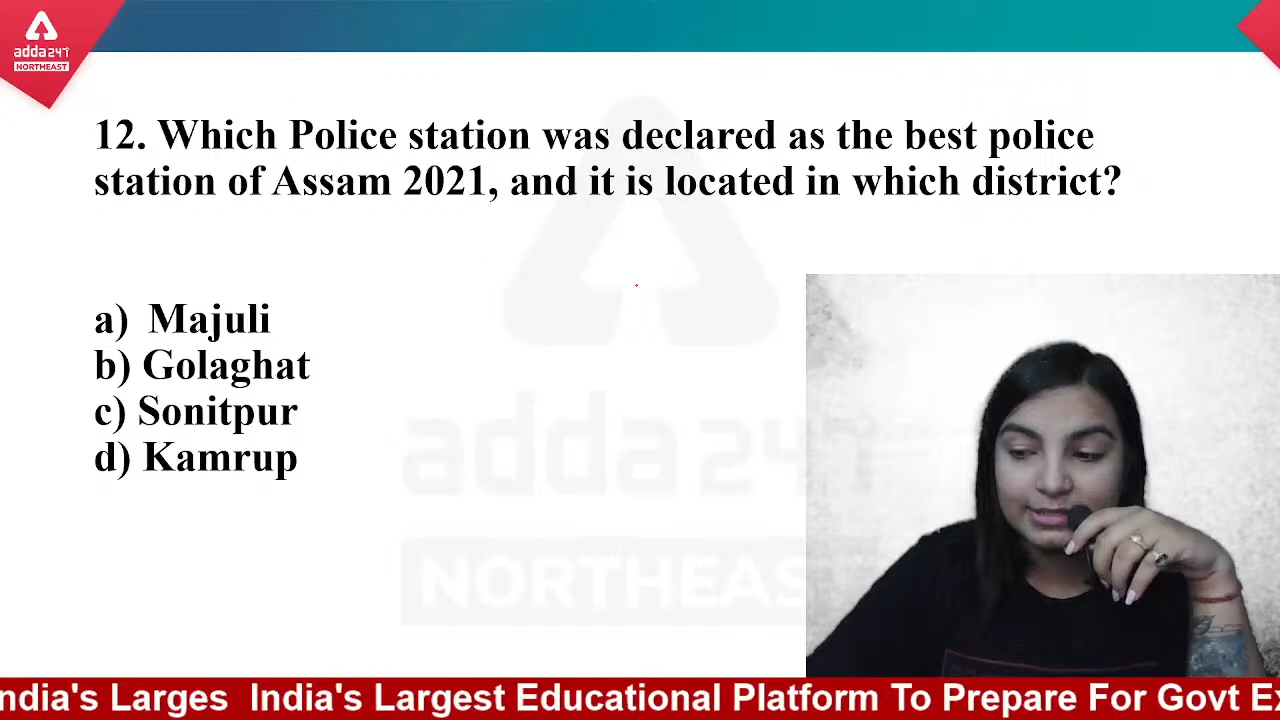 adda247
NORTHEAST
12. Which Police station was declared as the best police
station of Assam 2021, and it is located in which district?
a) Majuli
b) Golaghat
c) Sonitpur
d) Kamrup
adda247
NORTHEAST
ndia's Larges India's Largest Educational Platform To Prepare For Govt Ex